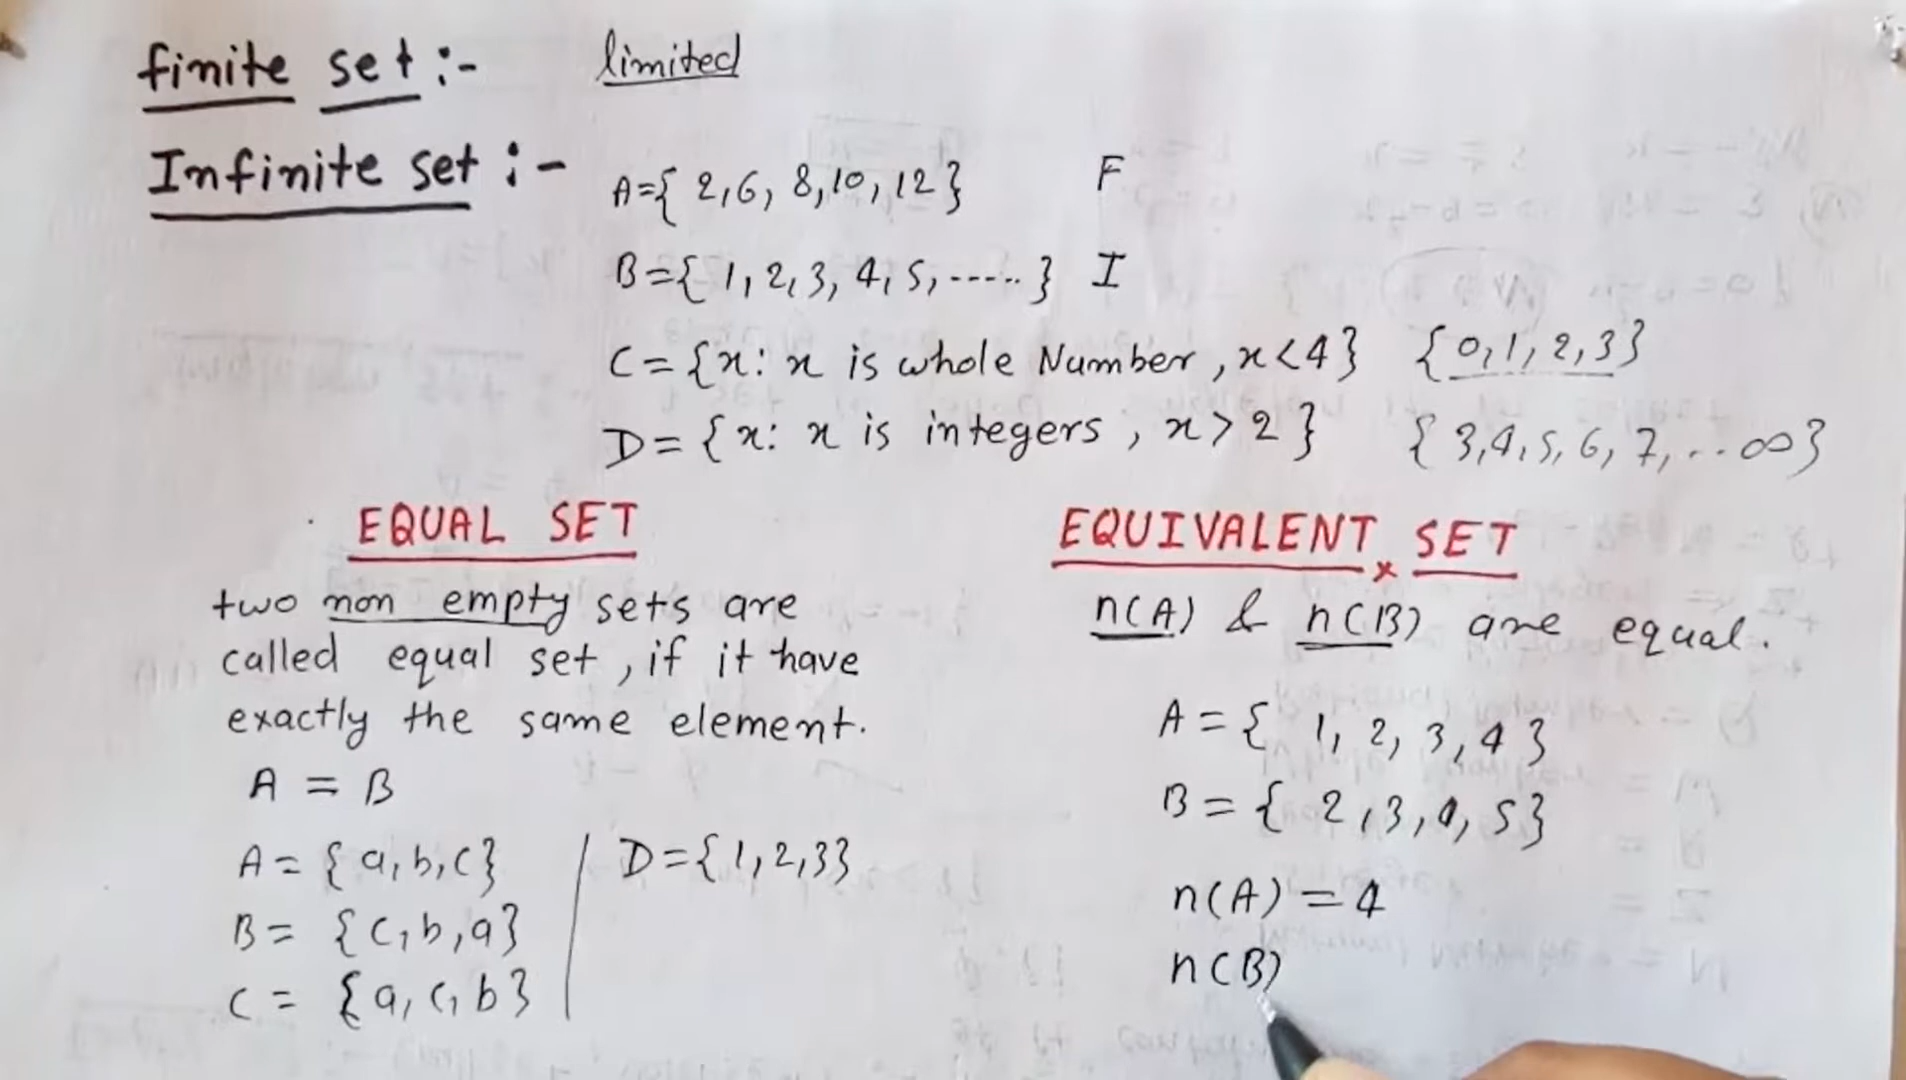 finite set :- limited
Infinite set :-
A={ 2,6, 8,10,12} F
B={ 1,2,3, 4,5,-----} I
C={x: x is whole Number, x<4} {0,1,2,3}
D={x: x is integers, x>2} {3,4,5,6,7,...∞}
EQUAL SET
two non empty sets are
called equal set, if it have
exactly the same element.
A = B
A = {a,b,c}
B = {c,b,a}
C = {a,c,b}
D={1,2,3}
EQUIVALENT SET
n(A) & n(B) are equal.
A={ 1, 2, 3, 4}
B={ 2,3,4,5}
n(A)=4
n(B)